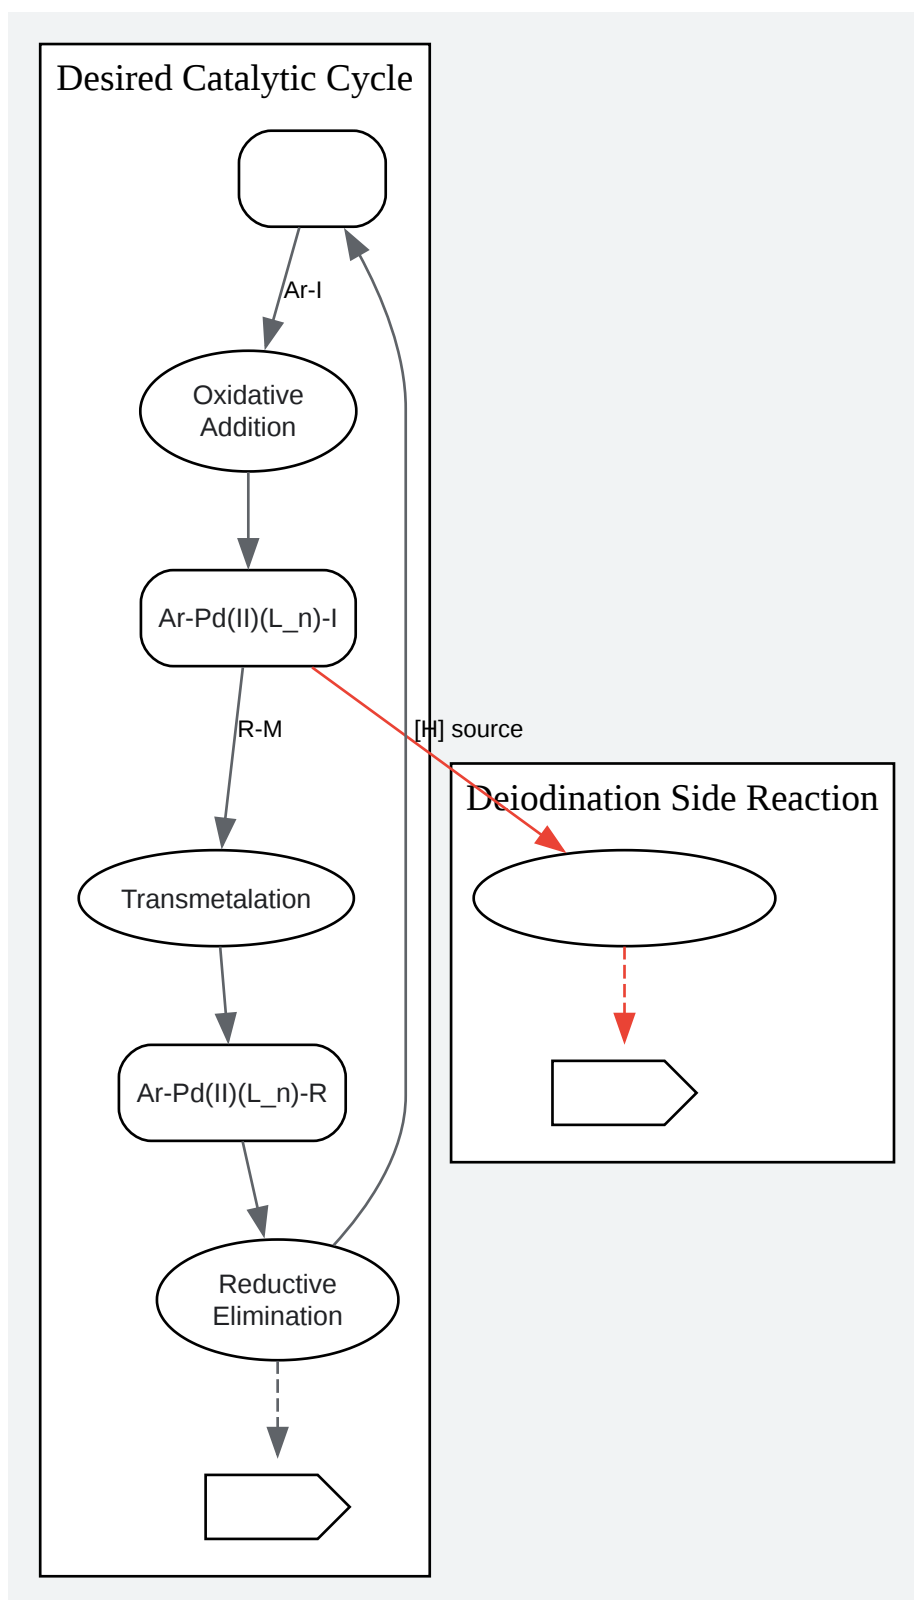 Desired Catalytic Cycle
Ar-I
Oxidative
Addition
Ar-Pd(II)(L_n)-I
R-M
[H] source
Deiodination Side Reaction
Transmetalation
Ar-Pd(II)(L_n)-R
Reductive
Elimination